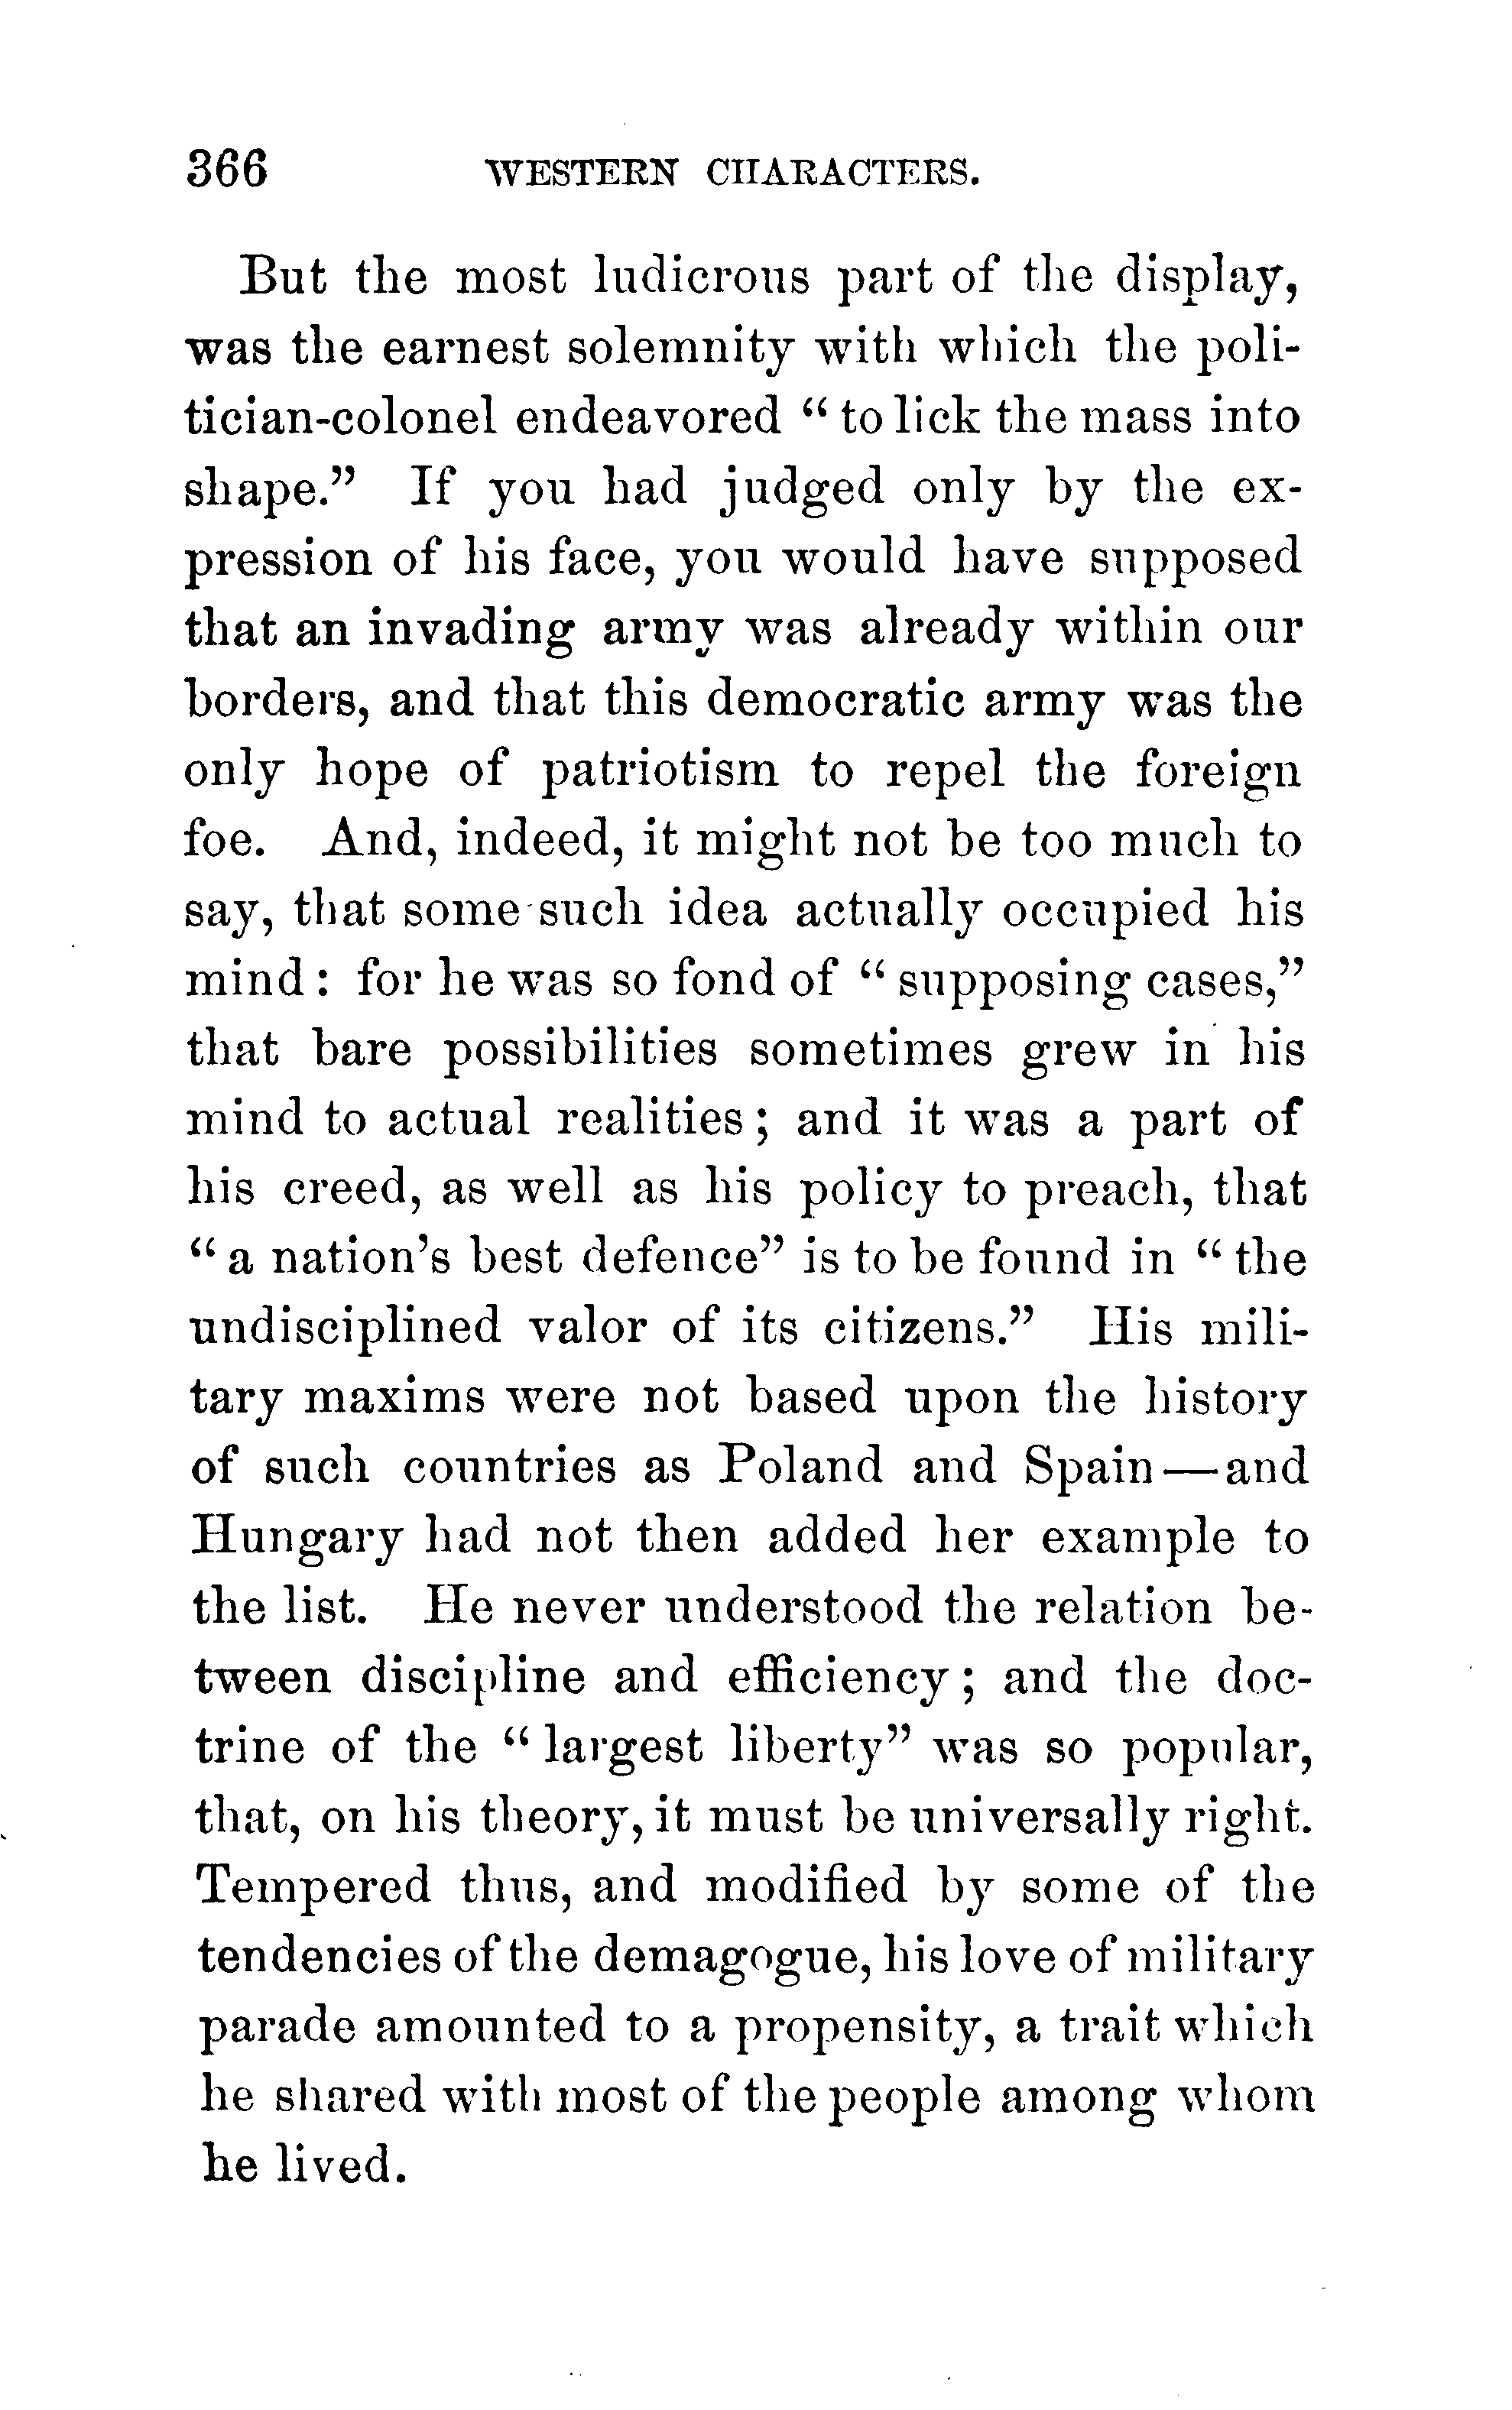 366 WESTERN CHARACTERS.
But the most ludicrous part of the display,
was the earnest solemnity with which the poli-
tician-colonel endeavored “ to lick the mass into
shape.” If you had judged only by the ex-
pression of his face, you would have supposed
that an invading army was already within our
borders, and that this democratic army was the
only hope of patriotism to repel the foreign
foe. And, indeed, it might not be too much to
say, that some such idea actually occupied his
mind : for he was so fond of “ supposing cases,”
that bare possibilities sometimes grew in his
mind to actual realities ; and it was a part of
his creed, as well as his policy to preach, that
“ a nation’s best defence” is to be found in “ the
undisciplined valor of its citizens.” His mili-
tary maxims were not based upon the history
of such countries as Poland and Spain — and
Hungary had not then added her example to
the list. He never understood the relation be-
tween discipline and efficiency ; and the doc-
trine of the “ largest liberty” was so popular,
that, on his theory, it must be universally right.
Tempered thus, and modified by some of the
tendencies of the demagogue, his love of military
parade amounted to a propensity, a trait which
he shared with most of the people among whom
he lived.